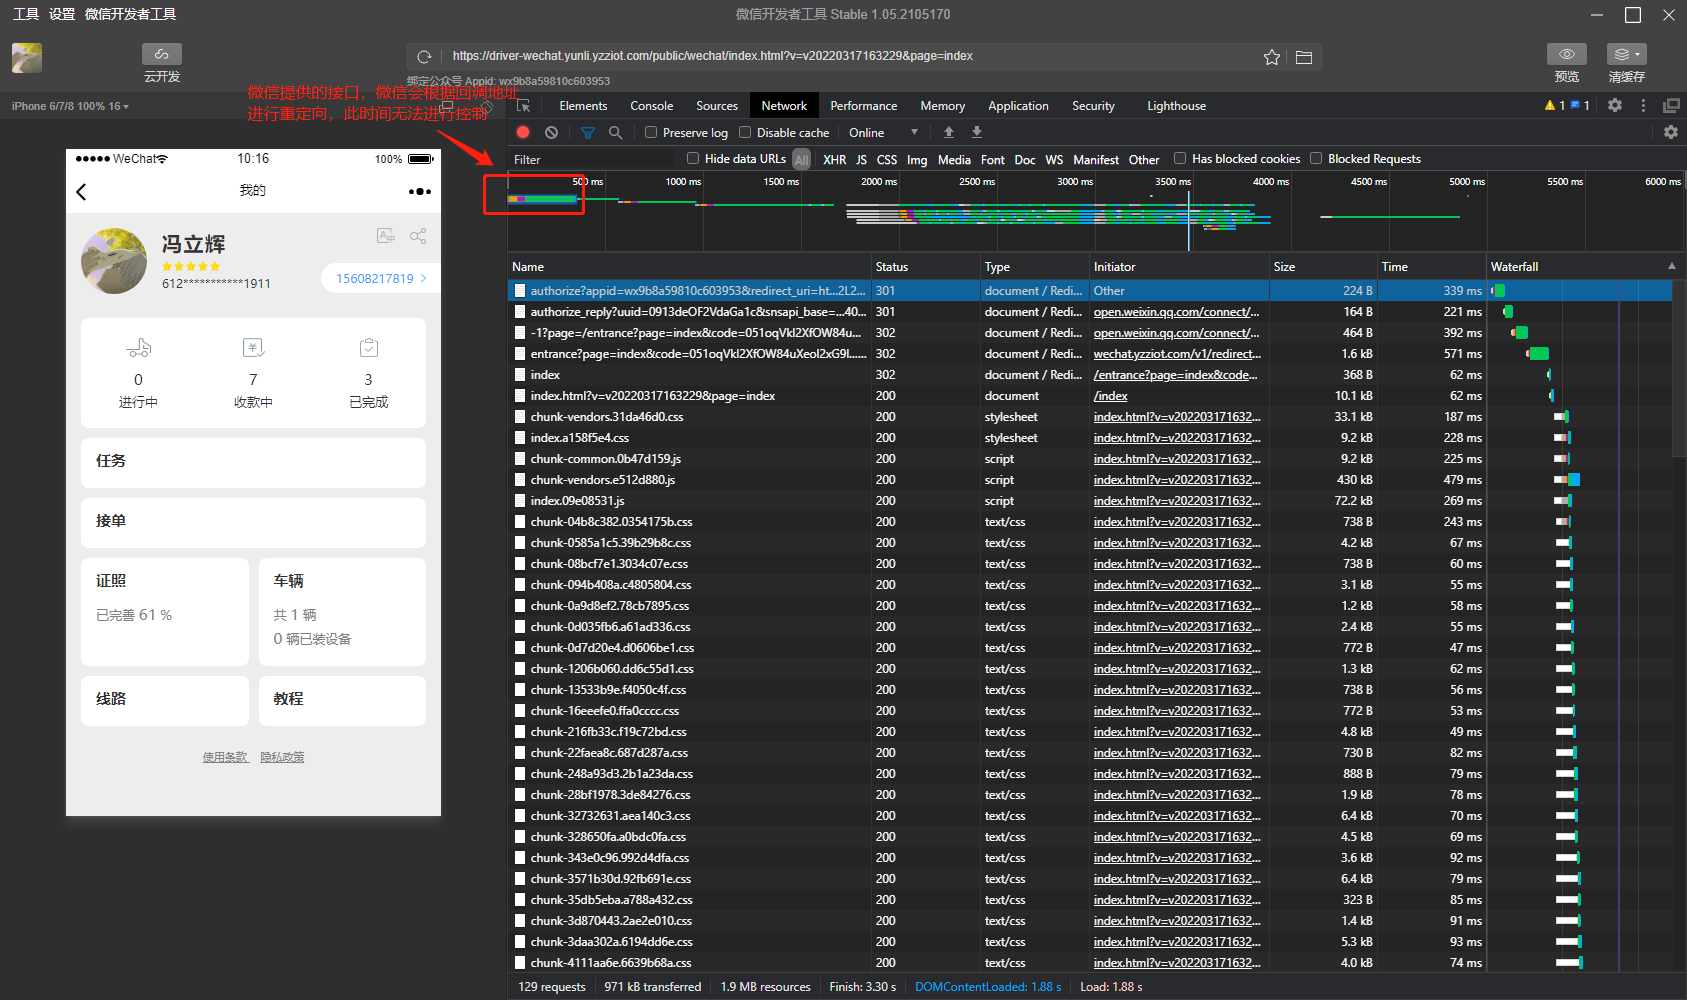 工具 设置 微信开发者工具
微信开发者工具 Stable 1.05.2105170
https://driver-wechat.yunli.yzziot.com/public/wechat/index.html?v=v20220317163229&page=index
云开发
预览
清缓存
绑定公众号 Appid: wx9b8a59810c603953
微信提供的接口，微信会根据回调地址
进行重定向，此时间无法进行控制
iPhone 6/7/8 100% 16
Elements Console Sources Network Performance Memory Application Security Lighthouse
1 1
Preserve log Disable cache Online
Filter
Hide data URLs All XHR JS CSS Img Media Font Doc WS Manifest Other Has blocked cookies Blocked Requests
500 ms 1000 ms 1500 ms 2000 ms 2500 ms 3000 ms 3500 ms 4000 ms 4500 ms 5000 ms 5500 ms 6000 ms
WeChat 10:16 100%
我的
冯立辉
612***********1911
15608217819
0 7 3
进行中 收款中 已完成
任务
接单
证照
已完善 61 %
车辆
共 1 辆
0 辆已装设备
线路
教程
使用条款 隐私政策
Name Status Type Initiator Size Time Waterfall
authorize?appid=wx9b8a59810c603953&redirect_uri=ht...2L2... 301 document / Redi... Other 224 B 339 ms
authorize_reply?uuid=0913deOF2VdaGa1c&snsapi_base=...40... 301 document / Redi... open.weixin.qq.com/connect/... 164 B 221 ms
-1?page=/entrance?page=index&code=051oqVkl2XfOW84u... 302 document / Redi... open.weixin.qq.com/connect/... 464 B 392 ms
entrance?page=index&code=051oqVkl2XfOW84uXeol2xG9l...... 302 document / Redi... wechat.yzziot.com/v1/redirect... 1.6 kB 571 ms
index 302 document / Redi... /entrance?page=index&code... 368 B 62 ms
index.html?v=v20220317163229&page=index 200 document /index 10.1 kB 62 ms
chunk-vendors.31da46d0.css 200 stylesheet index.html?v=v202203171632... 33.1 kB 187 ms
index.a158f5e4.css 200 stylesheet index.html?v=v202203171632... 9.2 kB 228 ms
chunk-common.0b47d159.js 200 script index.html?v=v202203171632... 9.2 kB 225 ms
chunk-vendors.e512d880.js 200 script index.html?v=v202203171632... 430 kB 479 ms
index.09e08531.js 200 script index.html?v=v202203171632... 72.2 kB 269 ms
chunk-04b8c382.0354175b.css 200 text/css index.html?v=v202203171632... 738 B 243 ms
chunk-0585a1c5.39b29b8c.css 200 text/css index.html?v=v202203171632... 4.2 kB 67 ms
chunk-08bcf7e1.3034c07e.css 200 text/css index.html?v=v202203171632... 738 B 60 ms
chunk-094b408a.c4805804.css 200 text/css index.html?v=v202203171632... 3.1 kB 55 ms
chunk-0a9d8ef2.78cb7895.css 200 text/css index.html?v=v202203171632... 1.2 kB 58 ms
chunk-0d035fb6.a61ad336.css 200 text/css index.html?v=v202203171632... 2.4 kB 55 ms
chunk-0d7d20e4.d0606be1.css 200 text/css index.html?v=v202203171632... 772 B 47 ms
chunk-1206b060.dd6c55d1.css 200 text/css index.html?v=v202203171632... 1.3 kB 62 ms
chunk-13533b9e.f4050c4f.css 200 text/css index.html?v=v202203171632... 738 B 56 ms
chunk-16eeefe0.ffa0cccc.css 200 text/css index.html?v=v202203171632... 772 B 53 ms
chunk-216fb33c.f19c72bd.css 200 text/css index.html?v=v202203171632... 4.8 kB 49 ms
chunk-22faea8c.687d287a.css 200 text/css index.html?v=v202203171632... 730 B 82 ms
chunk-248a93d3.2b1a23da.css 200 text/css index.html?v=v202203171632... 888 B 79 ms
chunk-28bf1978.3de84276.css 200 text/css index.html?v=v202203171632... 1.9 kB 78 ms
chunk-32732631.aea140c3.css 200 text/css index.html?v=v202203171632... 6.4 kB 70 ms
chunk-328650fa.a0bdc0fa.css 200 text/css index.html?v=v202203171632... 4.5 kB 69 ms
chunk-343e0c96.992d4dfa.css 200 text/css index.html?v=v202203171632... 3.6 kB 92 ms
chunk-3571b30d.92fb691e.css 200 text/css index.html?v=v202203171632... 6.4 kB 79 ms
chunk-35db5eba.a788a432.css 200 text/css index.html?v=v202203171632... 323 B 85 ms
chunk-3d870443.2ae2e010.css 200 text/css index.html?v=v202203171632... 1.4 kB 91 ms
chunk-3daa302a.6194dd6e.css 200 text/css index.html?v=v202203171632... 5.3 kB 93 ms
chunk-4111aa6e.6639b68a.css 200 text/css index.html?v=v202203171632... 4.0 kB 74 ms
129 requests 971 kB transferred 1.9 MB resources Finish: 3.30 s DOMContentLoaded: 1.88 s Load: 1.88 s